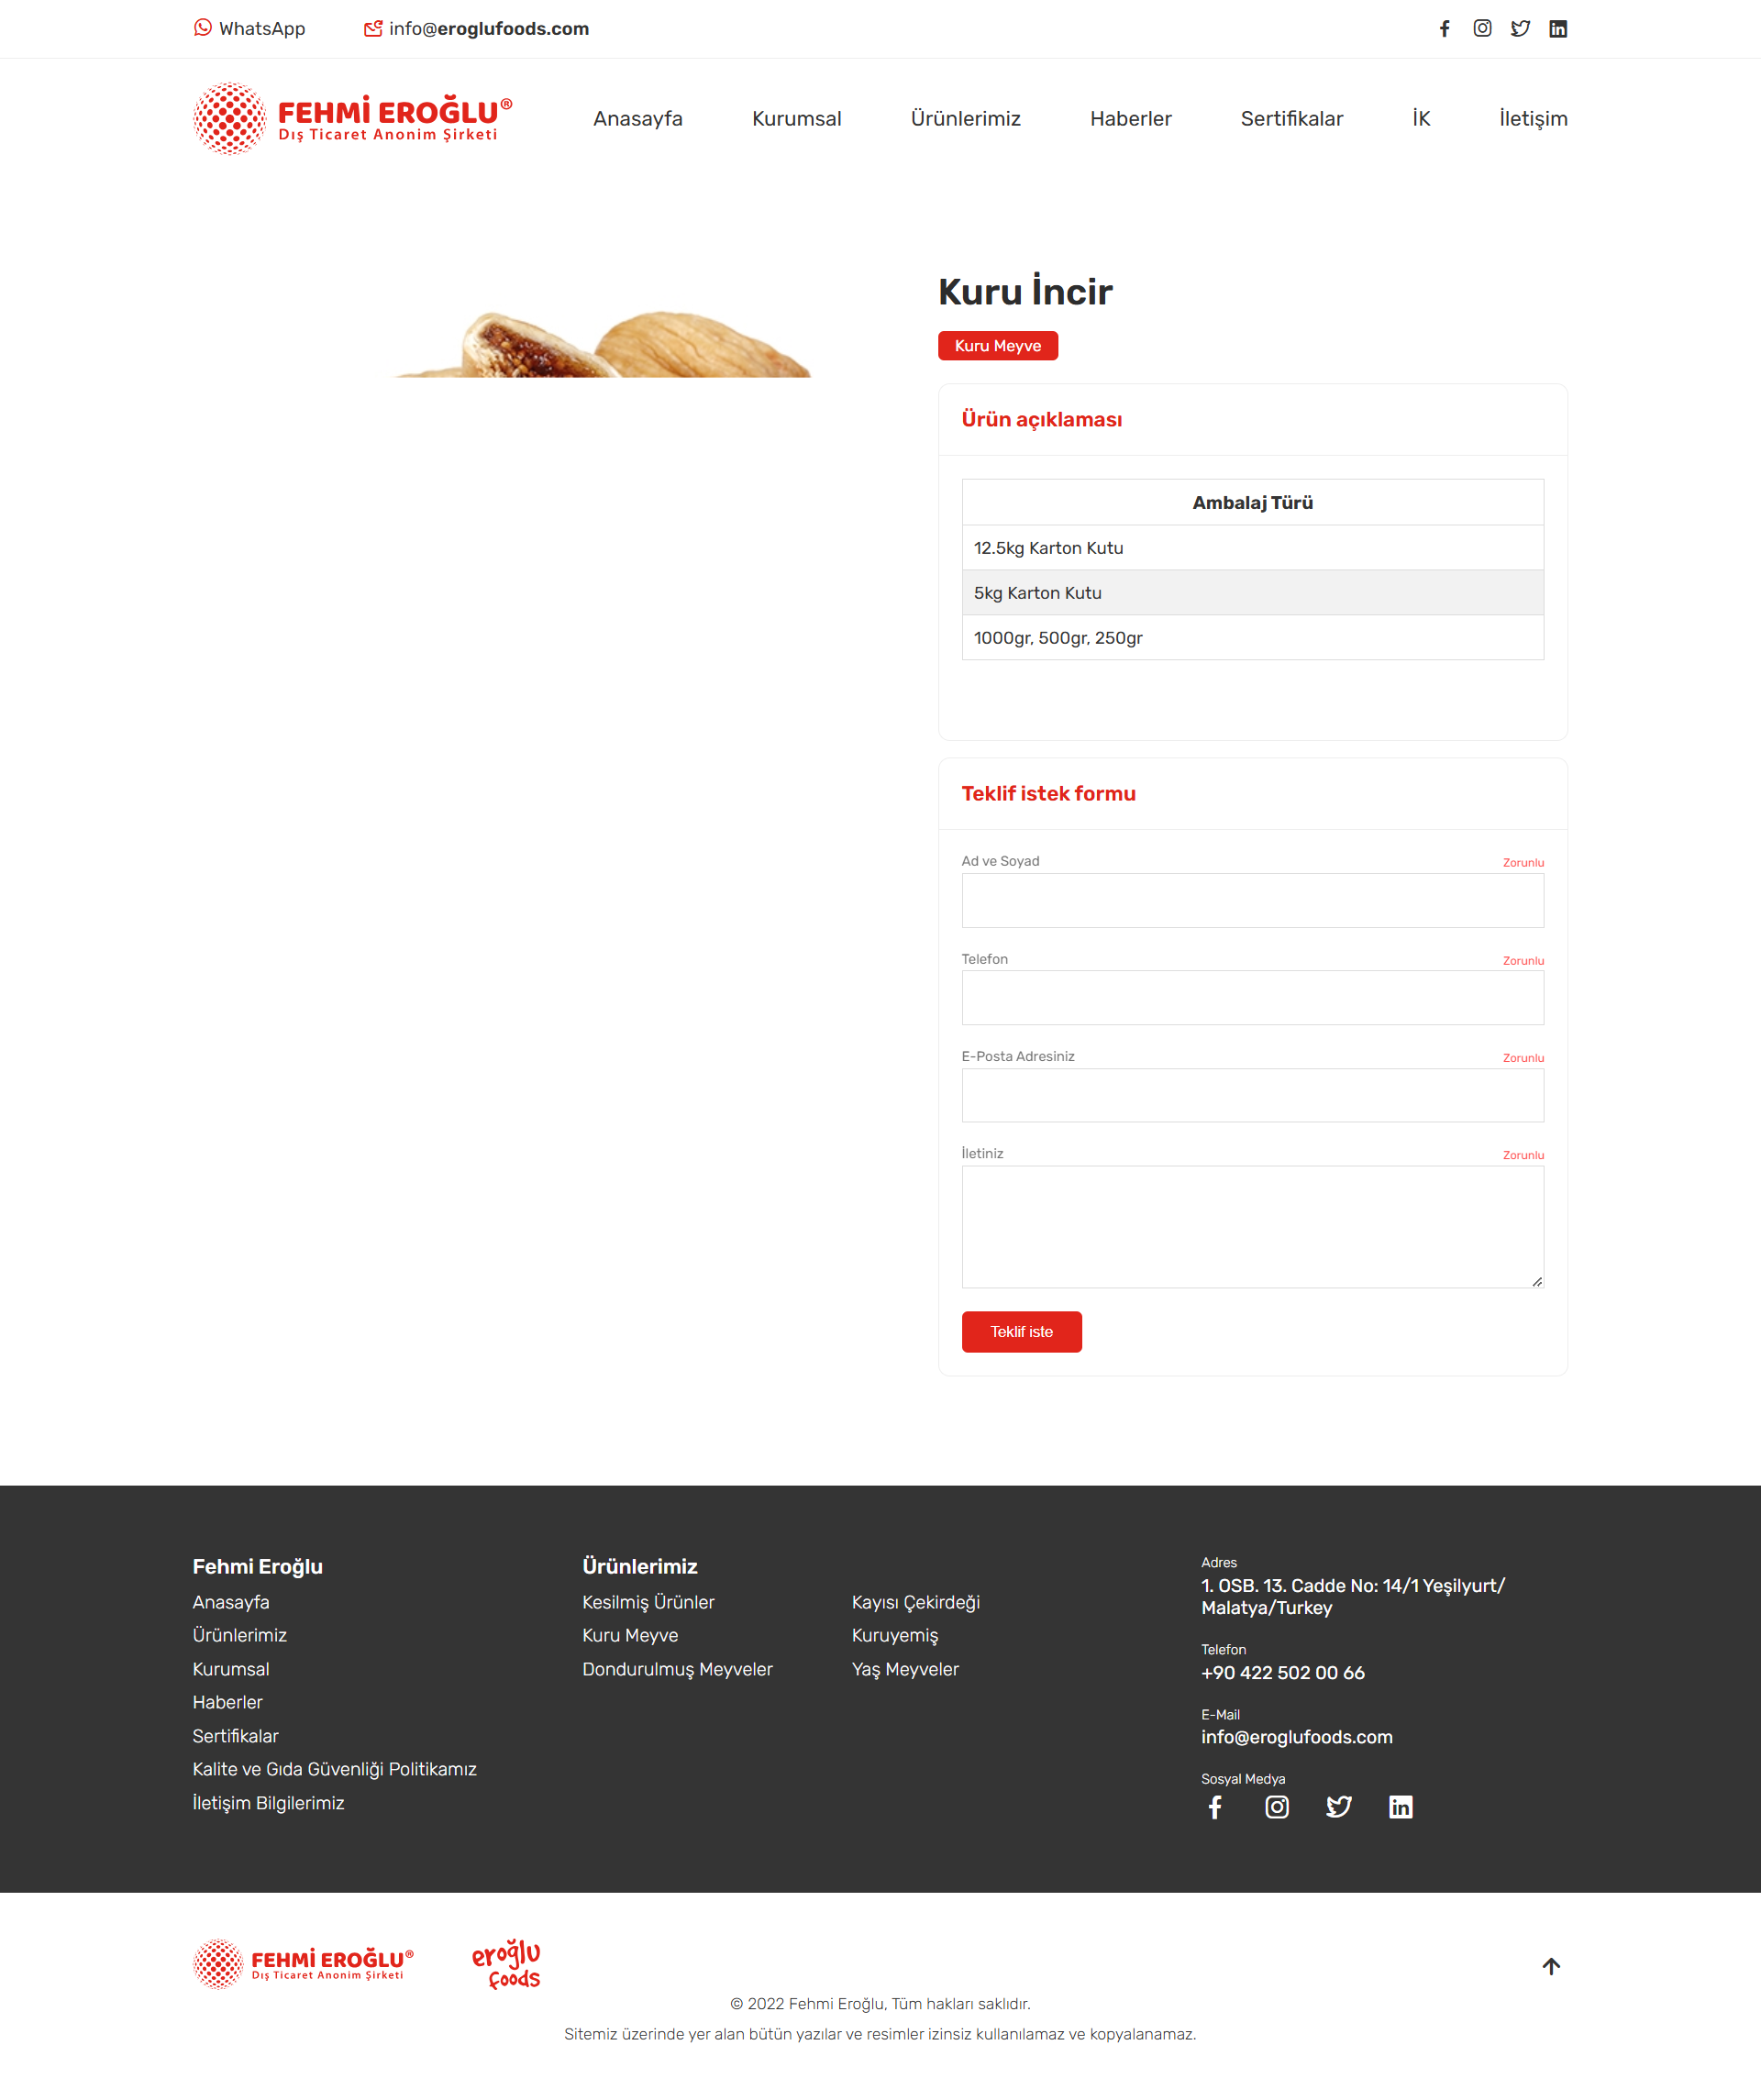 WhatsApp
info@eroglufoods.com
FEHMİ EROĞLU®
Dış Ticaret Anonim Şirketi
Anasayfa
Kurumsal
Ürünlerimiz
Haberler
Sertifikalar
İK
İletişim
Kuru İncir
Kuru Meyve
Ürün açıklaması
Ambalaj Türü
12.5kg Karton Kutu
5kg Karton Kutu
1000gr, 500gr, 250gr
Teklif istek formu
Ad ve Soyad
Zorunlu
Telefon
Zorunlu
E-Posta Adresiniz
Zorunlu
İletiniz
Zorunlu
Teklif iste
Fehmi Eroğlu
Anasayfa
Ürünlerimiz
Kurumsal
Haberler
Sertifikalar
Kalite ve Gıda Güvenliği Politikamız
İletişim Bilgilerimiz
Ürünlerimiz
Kesilmiş Ürünler
Kuru Meyve
Dondurulmuş Meyveler
Kayısı Çekirdeği
Kuruyemiş
Yaş Meyveler
Adres
1. OSB. 13. Cadde No: 14/1 Yeşilyurt/
Malatya/Turkey
Telefon
+90 422 502 00 66
E-Mail
info@eroglufoods.com
Sosyal Medya
FEHMİ EROĞLU®
Dış Ticaret Anonim Şirketi
eroğlu
foods
© 2022 Fehmi Eroğlu, Tüm hakları saklıdır.
Sitemiz üzerinde yer alan bütün yazılar ve resimler izinsiz kullanılamaz ve kopyalanamaz.